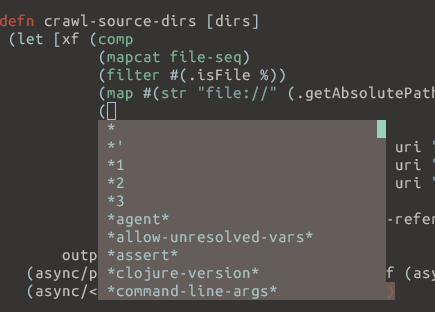 defn crawl-source-dirs [dirs]
(let [xf (comp
(mapcat file-seq)
(filter #(.isFile %))
(map #(str "file://" (.getAbsolutePath
(
*
*' uri "
*1 uri "
*2 uri "
*3
*agent* -refer
*allow-unresolved-vars*
outp *assert*
(async/p *clojure-version* f (asy
(async/< *command-line-args* )